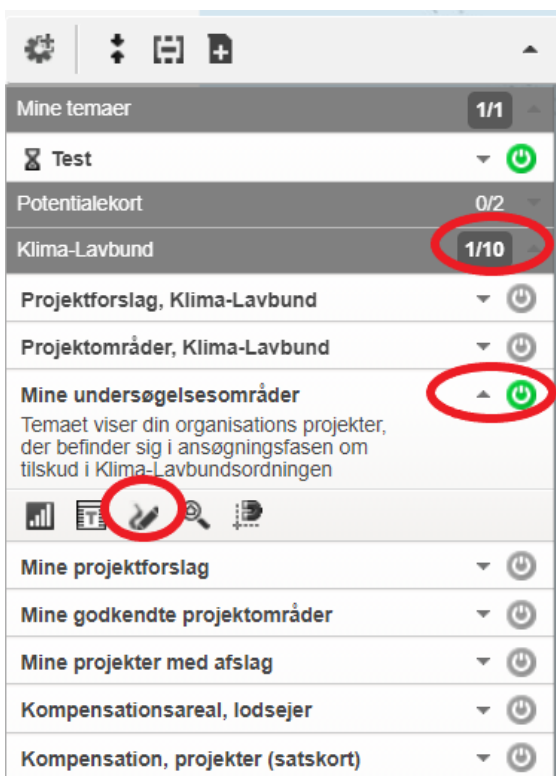 Mine temaer 1/1
Test
Potentialekort 0/2
Klima-Lavbund 1/10
Projektforslag, Klima-Lavbund
Projektområder, Klima-Lavbund
Mine undersøgelsesområder
Temaet viser din organisations projekter,
der befinder sig i ansøgningsfasen om
tilskud i Klima-Lavbundsordningen
T
Mine projektforslag
Mine godkendte projektområder
Mine projekter med afslag
Kompensationsareal, lodsejer
Kompensation, projekter (satskort)